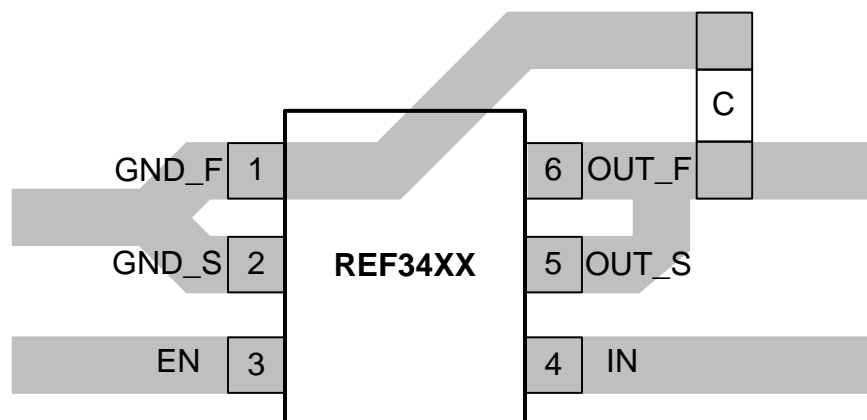 C
GND_F 1 6 OUT_F
GND_S 2 REF34XX 5 OUT_S
EN 3 4 IN